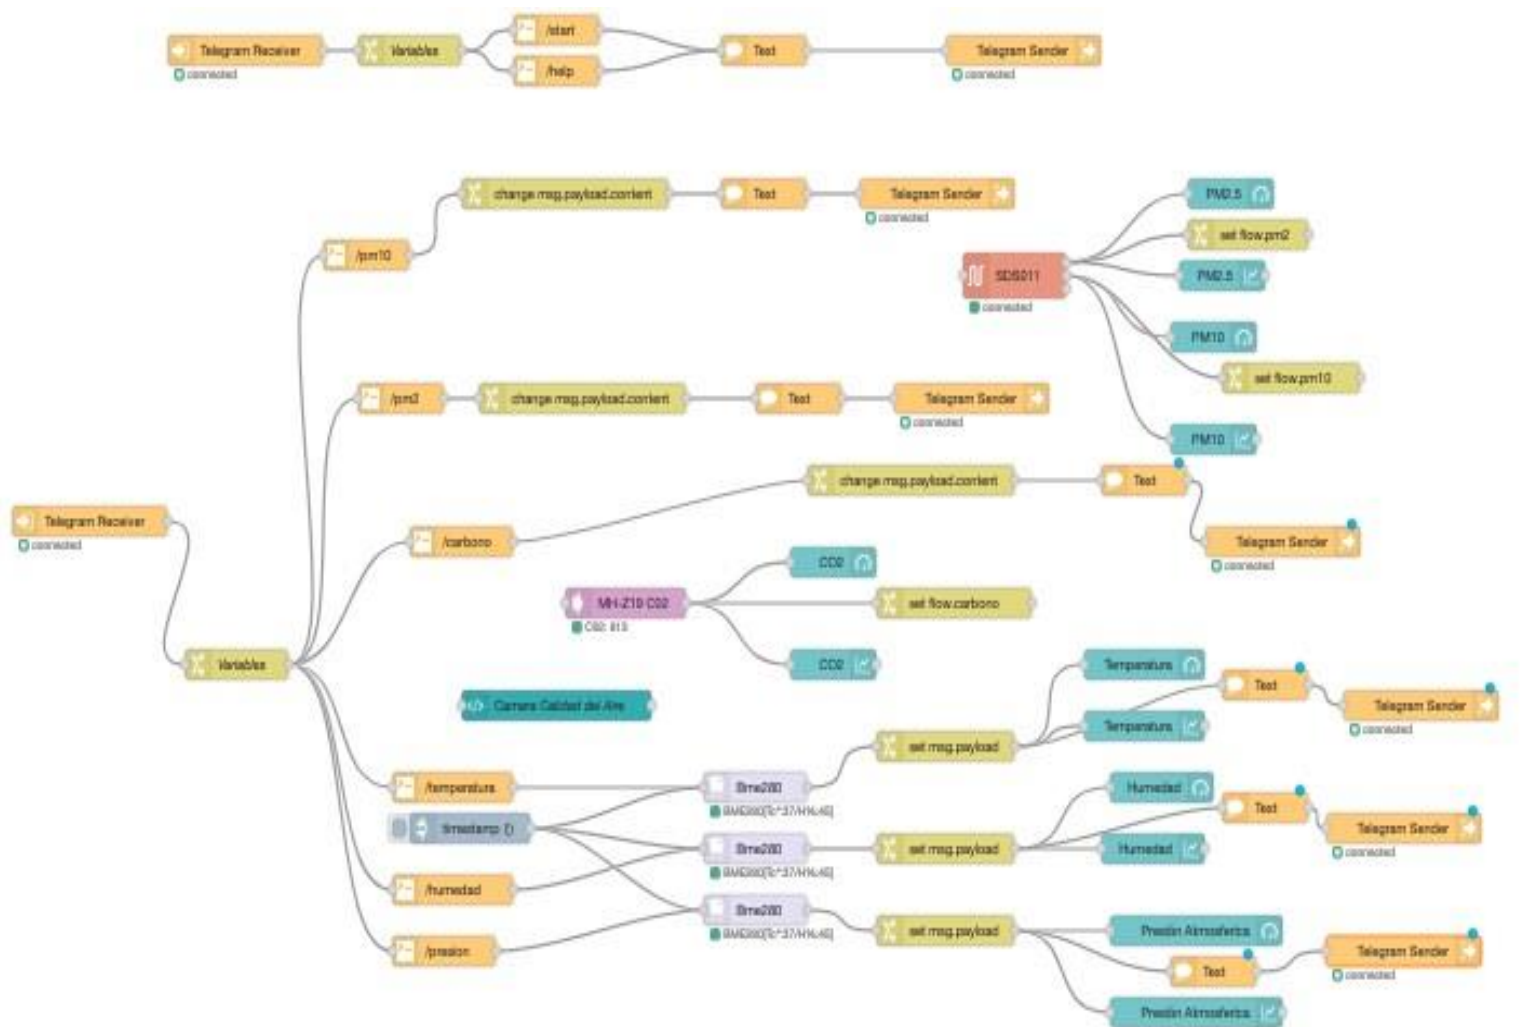 /start
Telegram Receiver
Variables
Text
Telegram Sender
connected
/help
connected
change msg.payload.content
Text
Telegram Sender
connected
PM2.5
set flow.pm2
/pm10
SDS011
connected
PM2.5
PM10
set flow.pm10
/pm2
change msg.payload.content
Text
Telegram Sender
connected
PM10
change msg.payload.content
Text
Telegram Receiver
connected
/carbono
Telegram Sender
connected
CO2
MH-Z19 CO2
set flow.carbono
CO2
Variables
Temperatura
Text
Camara Calidad del Aire
Telegram Sender
connected
Temperatura
set msg.payload
/temperatura
Bme280
Humedad
Text
timestamp
Telegram Sender
connected
Bme280
set msg.payload
Humedad
/humedad
Bme280
set msg.payload
Presión Atmosferica
/presion
Telegram Sender
connected
Text
Presión Atmosferica